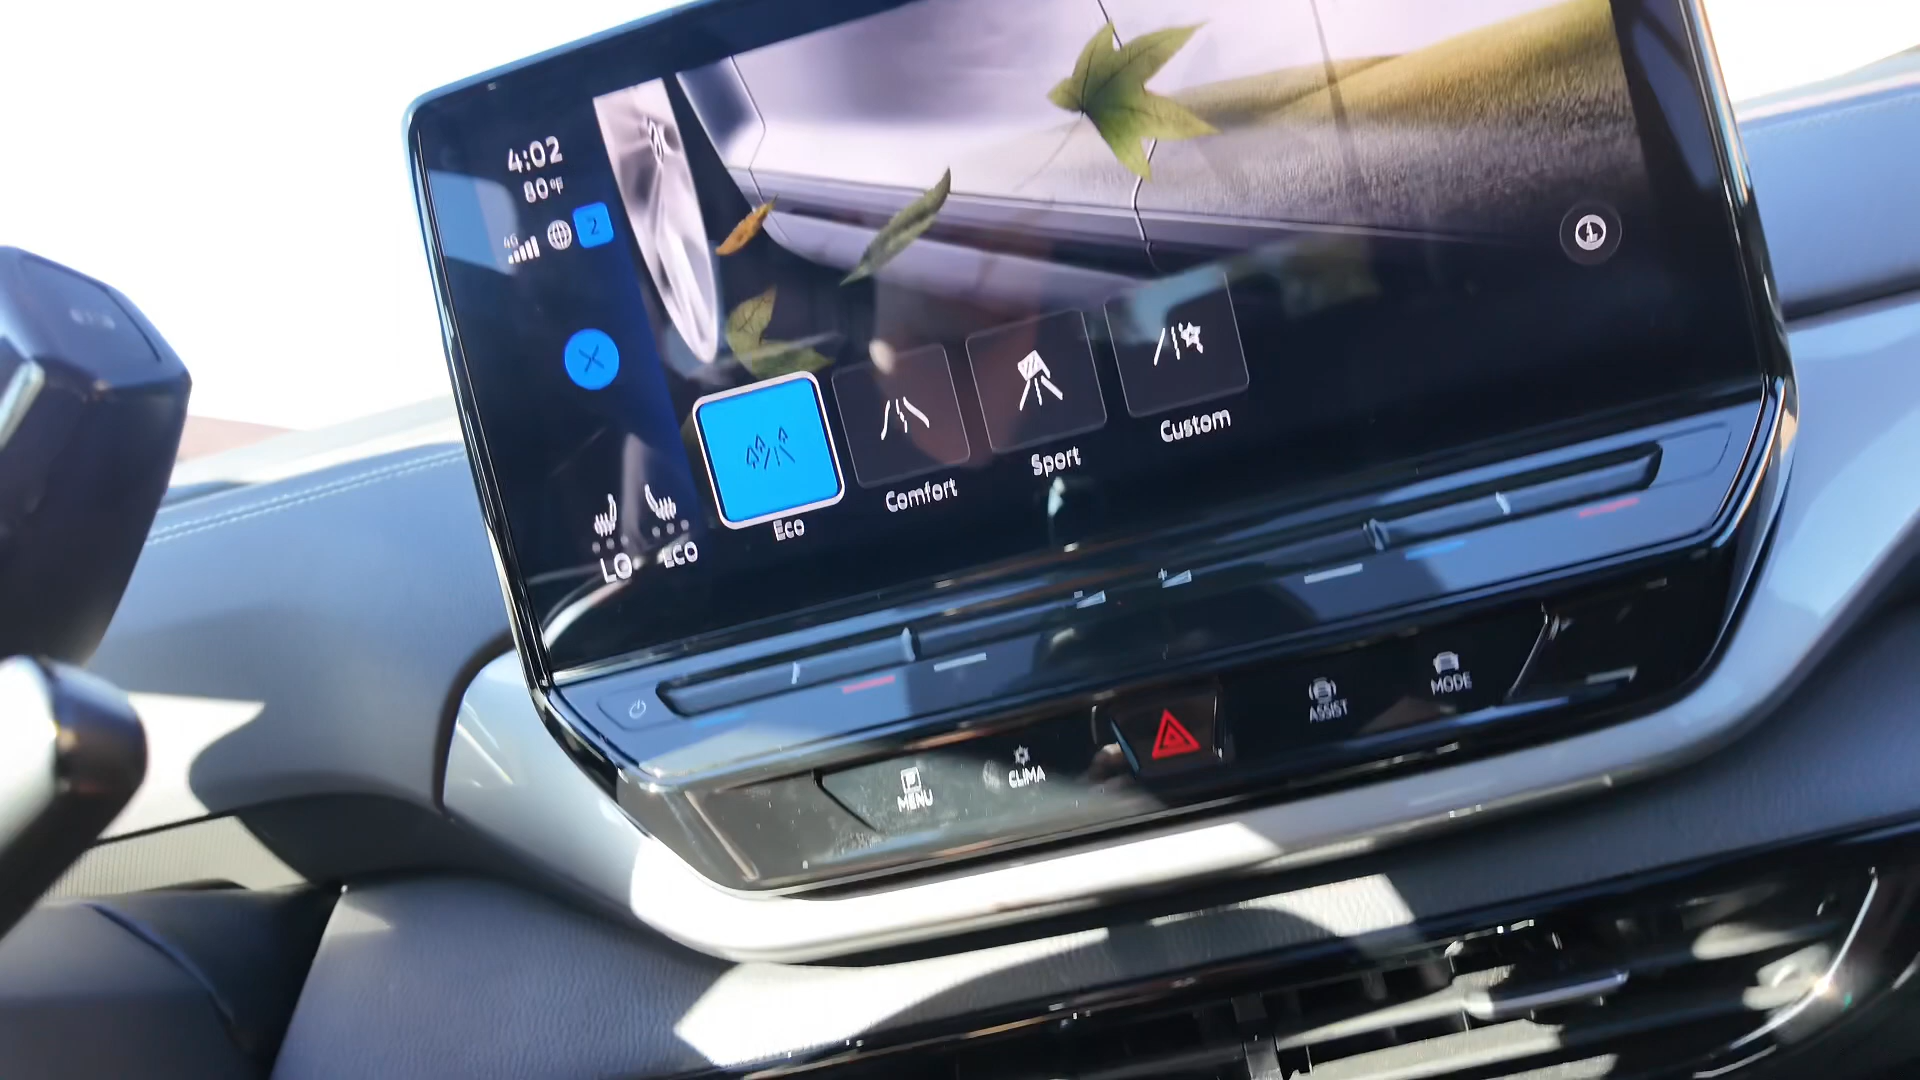 4:02
80°F
4G
2
Eco
Comfort
Sport
Custom
LO
ECO
MENU
CLIMA
ASSIST
MODE